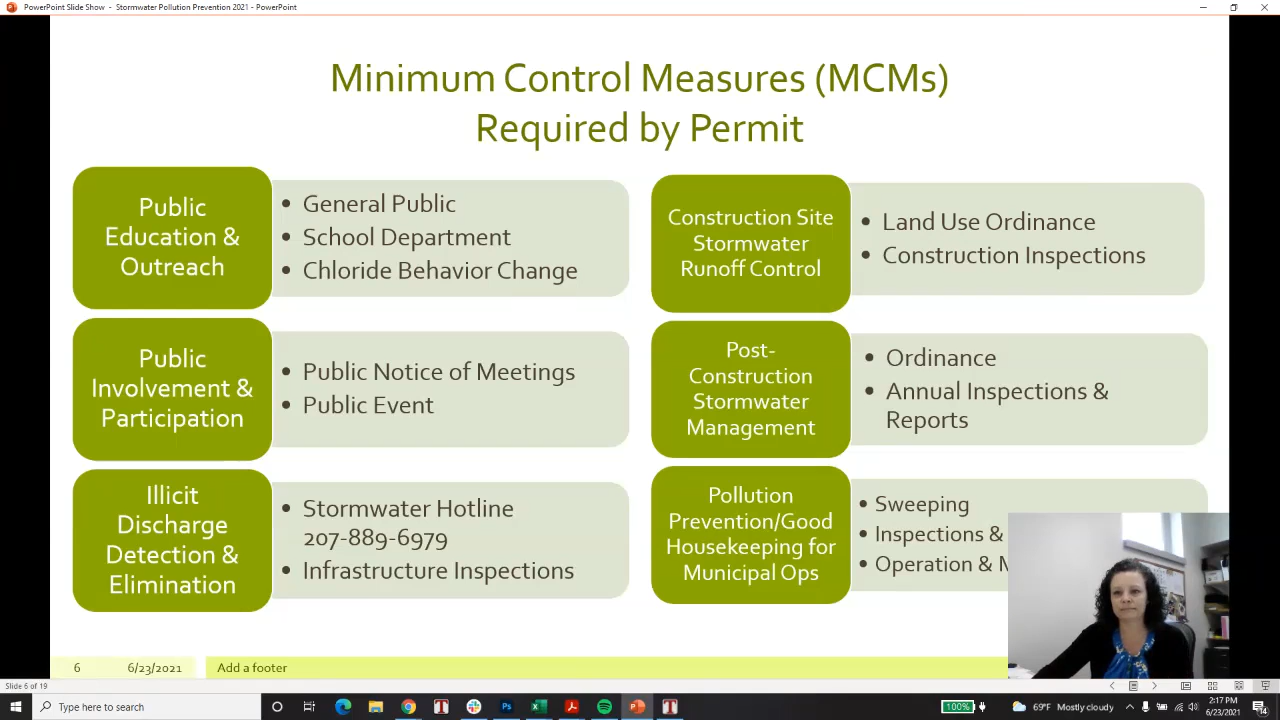 PowerPoint Slide Show - Stormwater Pollution Prevention 2021 - PowerPoint
Minimum Control Measures (MCMs)
Required by Permit
Public
Education &
Outreach
• General Public
• School Department
• Chloride Behavior Change
Public
Involvement &
Participation
• Public Notice of Meetings
• Public Event
Illicit
Discharge
Detection &
Elimination
• Stormwater Hotline
207-889-6979
• Infrastructure Inspections
Construction Site
Stormwater
Runoff Control
• Land Use Ordinance
• Construction Inspections
Post-
Construction
Stormwater
Management
• Ordinance
• Annual Inspections &
Reports
Pollution
Prevention/Good
Housekeeping for
Municipal Ops
• Sweeping
• Inspections &
• Operation & M
6
6/23/2021
Add a footer
Slide 6 of 19
Type here to search
100%
69°F Mostly cloudy
2:17 PM
6/23/2021
14